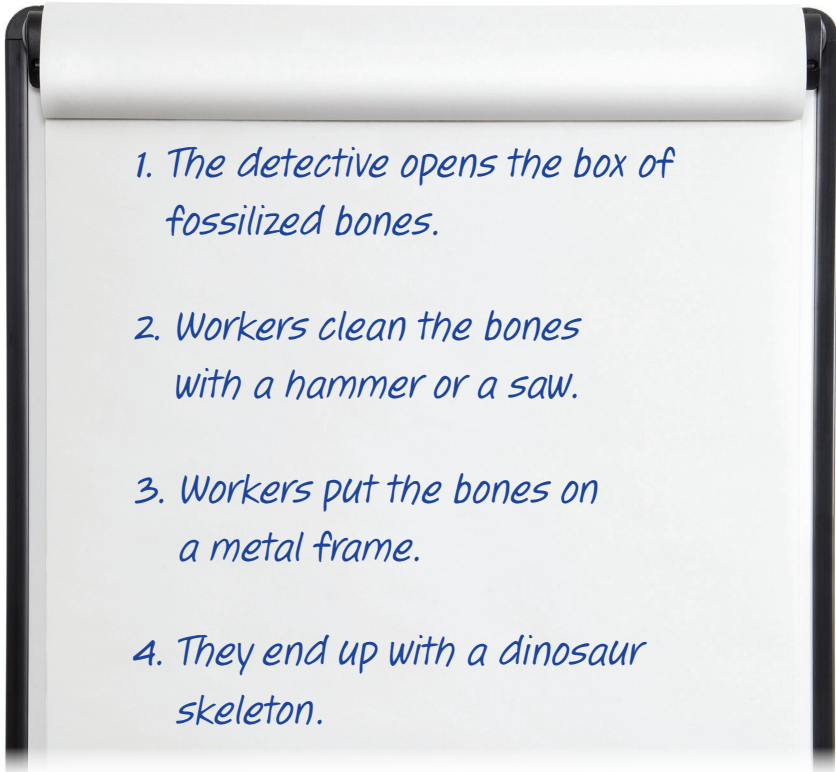 1. The detective opens the box of
fossilized bones.
2. Workers clean the bones
with a hammer or a saw.
3. Workers put the bones on
a metal frame.
4. They end up with a dinosaur
skeleton.